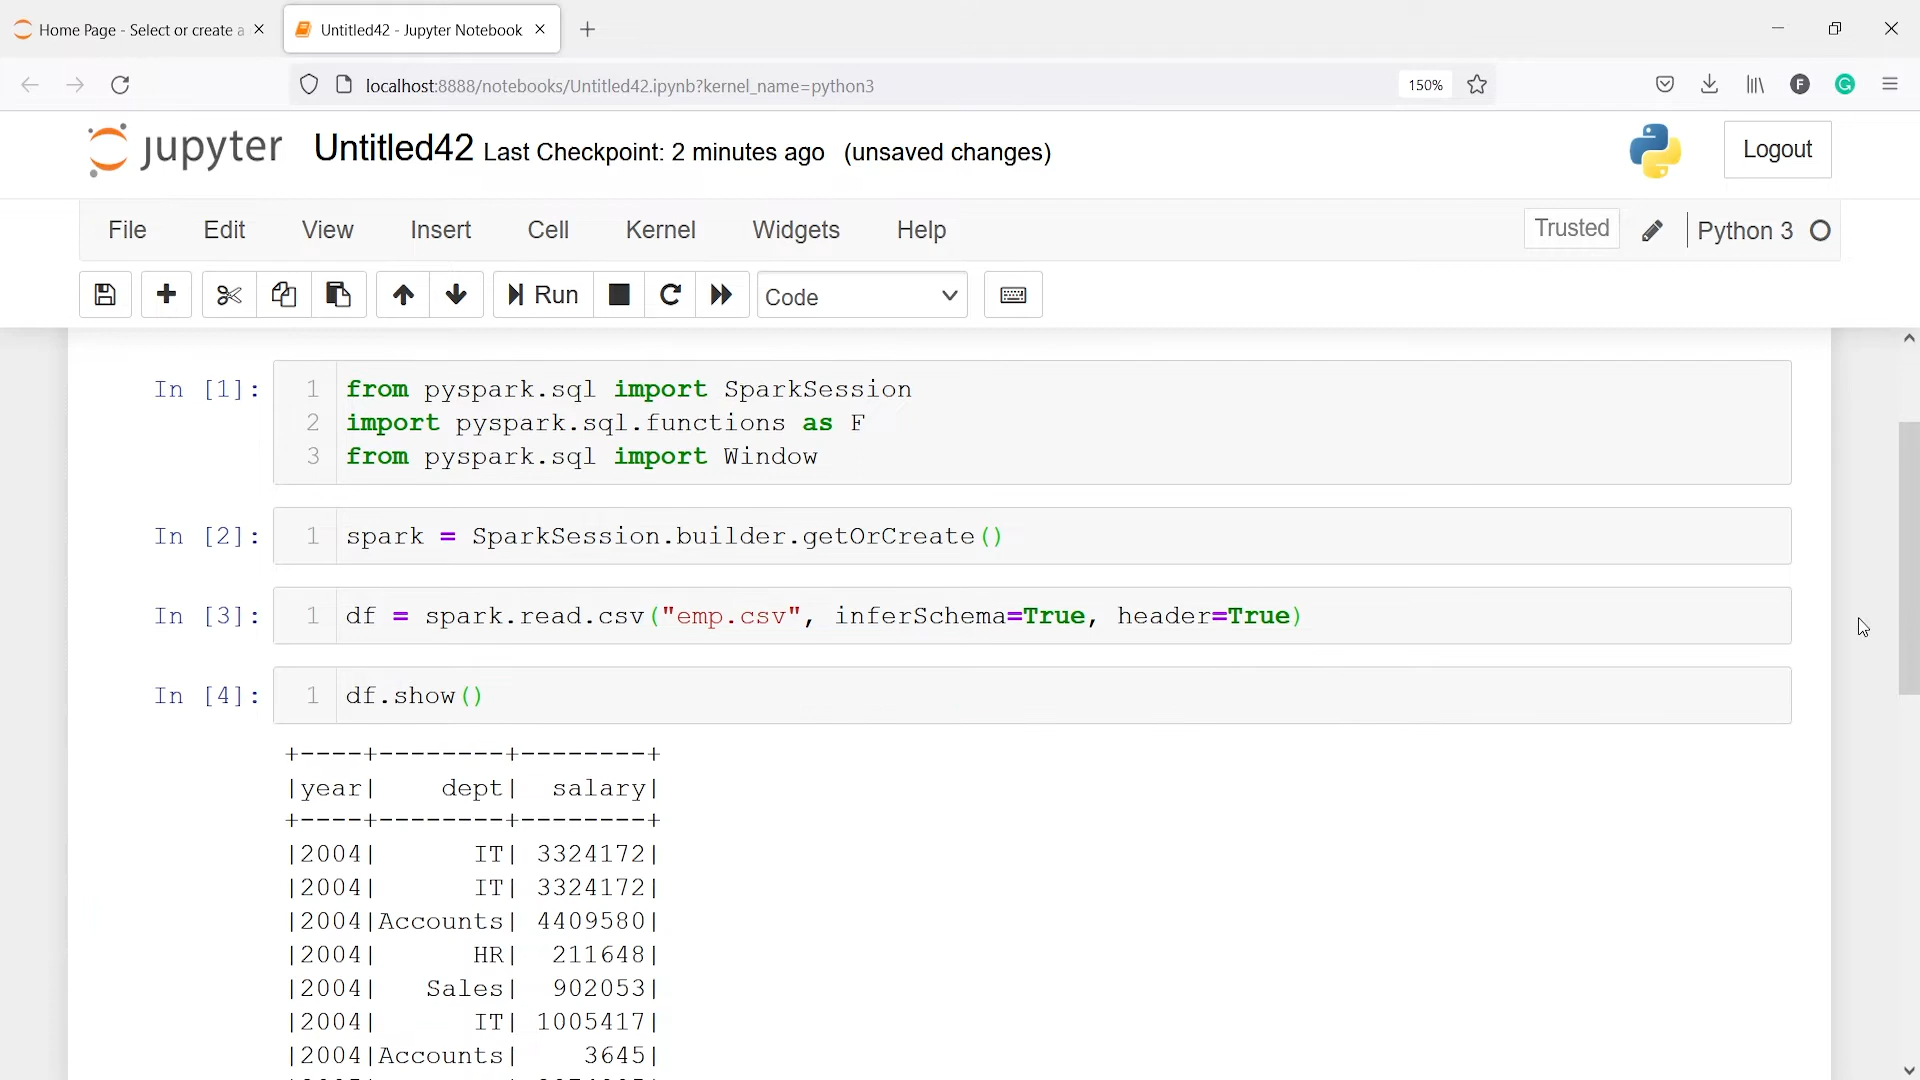 Home Page - Select or create a
Untitled42 - Jupyter Notebook
localhost:8888/notebooks/Untitled42.ipynb?kernel_name=python3
150%
F
G
jupyter Untitled42 Last Checkpoint: 2 minutes ago (unsaved changes)
Logout
File Edit View Insert Cell Kernel Widgets Help
Trusted
Python 3
Run
Code
In [1]:
1 from pyspark.sql import SparkSession
2 import pyspark.sql.functions as F
3 from pyspark.sql import Window
In [2]: 1 spark = SparkSession.builder.getOrCreate()
In [3]: 1 df = spark.read.csv("emp.csv", inferSchema=True, header=True)
In [4]: 1 df.show()
+----+--------+--------+
|year|    dept|  salary|
+----+--------+--------+
|2004|      IT| 3324172|
|2004|      IT| 3324172|
|2004|Accounts| 4409580|
|2004|      HR|  211648|
|2004|   Sales|  902053|
|2004|      IT| 1005417|
|2004|Accounts|    3645|